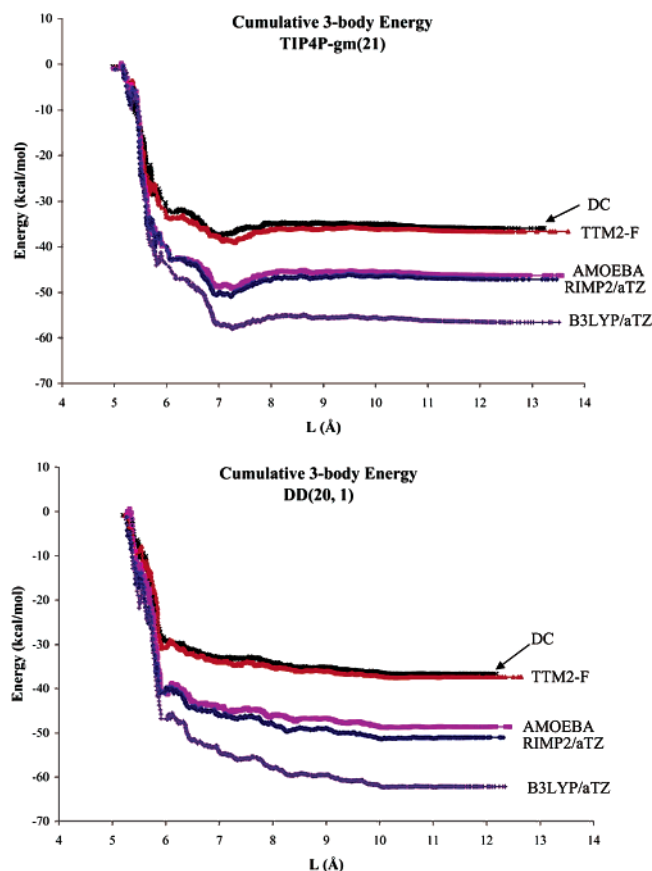 Cumulative 3-body Energy
TIP4P-gm(21)
10
0
-10
-20
-30
-40
-50
-60
-70
Energy (kcal/mol)
DC
TTM2-F
AMOEBA
RIMP2/aTZ
B3LYP/aTZ
4 5 6 7 8 9 10 11 12 13 14
L (Å)
Cumulative 3-body Energy
DD(20, 1)
10
0
-10
-20
-30
-40
-50
-60
-70
Energy (kcal/mol)
DC
TTM2-F
AMOEBA
RIMP2/aTZ
B3LYP/aTZ
4 5 6 7 8 9 10 11 12 13 14
L (Å)